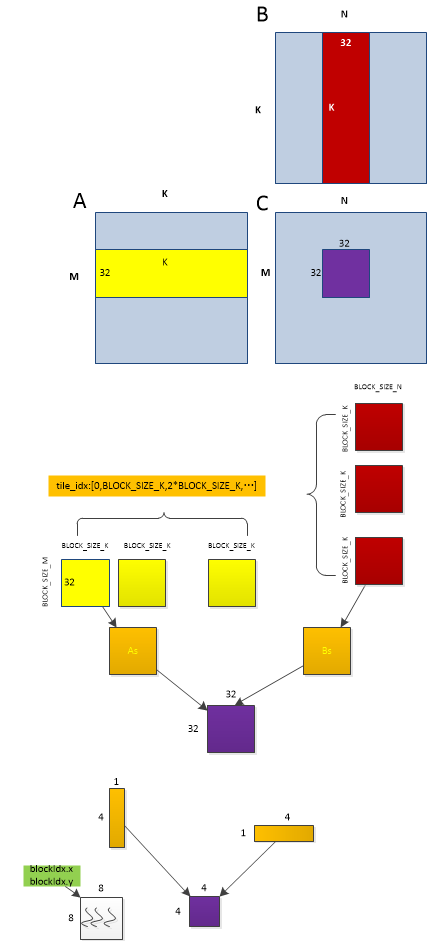 B
N
32
K
K
A
K
C
N
M
32
K
M
32
32
BLOCK_SIZE_N
BLOCK_SIZE_K
BLOCK_SIZE_K
BLOCK_SIZE_K
tile_idx:[0,BLOCK_SIZE_K,2*BLOCK_SIZE_K,⋯]
BLOCK_SIZE_K
BLOCK_SIZE_K
BLOCK_SIZE_K
BLOCK_SIZE_M
32
As
Bs
32
32
1
4
4
1
blockIdx.x
blockIdx.y
8
8
4
4